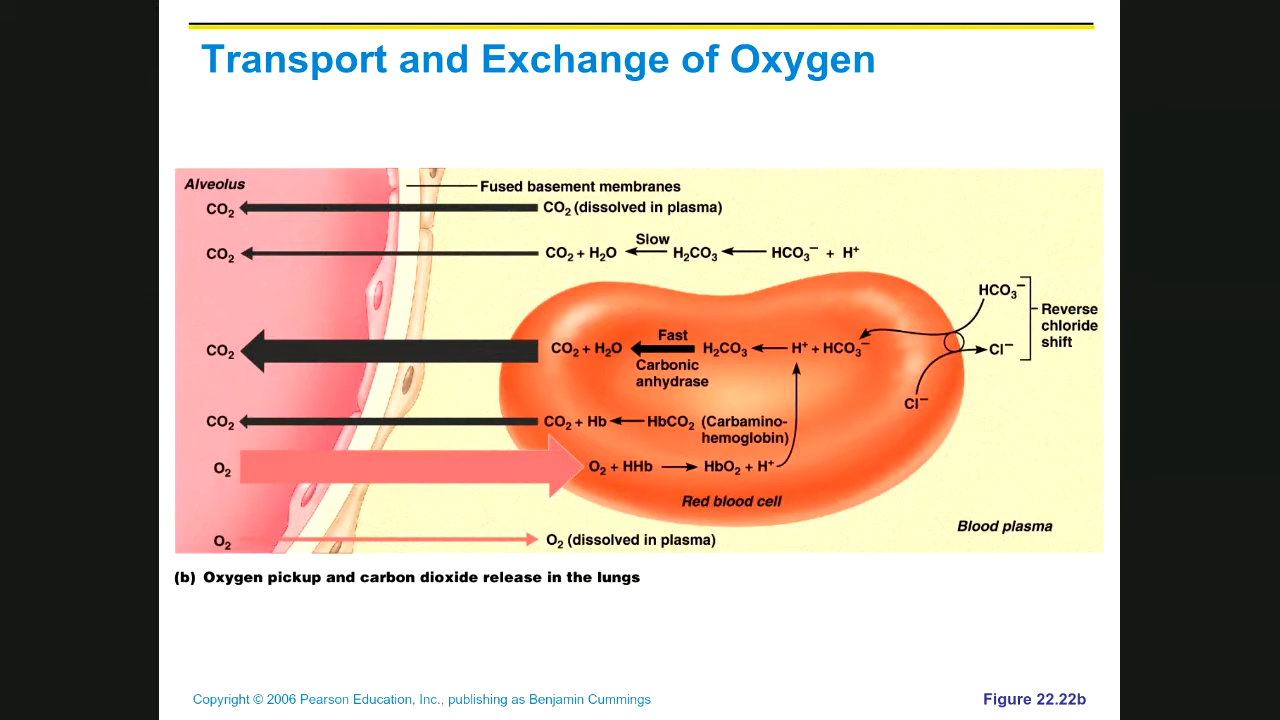 Transport and Exchange of Oxygen
Alveolus
Fused basement membranes
CO₂ CO₂ (dissolved in plasma)
Slow
CO₂ CO₂ + H₂O H₂CO₃ HCO₃⁻ + H⁺
HCO₃⁻
Reverse
chloride
shift
Fast
CO₂ CO₂ + H₂O H₂CO₃ H⁺ + HCO₃⁻ Cl⁻
Carbonic
anhydrase
Cl⁻
CO₂ CO₂ + Hb HbCO₂ (Carbamino-
hemoglobin)
O₂ O₂ + HHb HbO₂ + H⁺
Red blood cell
Blood plasma
O₂ O₂ (dissolved in plasma)
(b) Oxygen pickup and carbon dioxide release in the lungs
Copyright © 2006 Pearson Education, Inc., publishing as Benjamin Cummings
Figure 22.22b